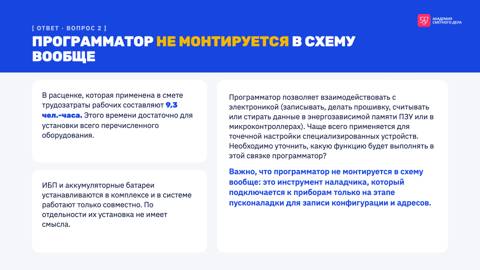 [ ОТВЕТ · ВОПРОС 2 ]
ПРОГРАММАТОР НЕ МОНТИРУЕТСЯ В СХЕМУ
ВООБЩЕ
АКАДЕМИЯ
СМЕТНОГО ДЕЛА
В расценке, которая применена в смете
трудозатраты рабочих составляют 9,3
чел.-часа. Этого времени достаточно для
установки всего перечисленного
оборудования.
ИБП и аккумуляторные батареи
устанавливаются в комплексе и в системе
работают только совместно. По
отдельности их установка не имеет
смысла.
Программатор позволяет взаимодействовать с
электроникой (записывать, делать прошивку, считывать
или стирать данные в энергозависимой памяти ПЗУ или в
микроконтроллерах). Чаще всего применяется для
точечной настройки специализированных устройств.
Необходимо уточнить, какую функцию будет выполнять в
этой связке программатор?
Важно, что программатор не монтируется в схему
вообще: это инструмент наладчика, который
подключается к приборам только на этапе
пусконаладки для записи конфигурации и адресов.